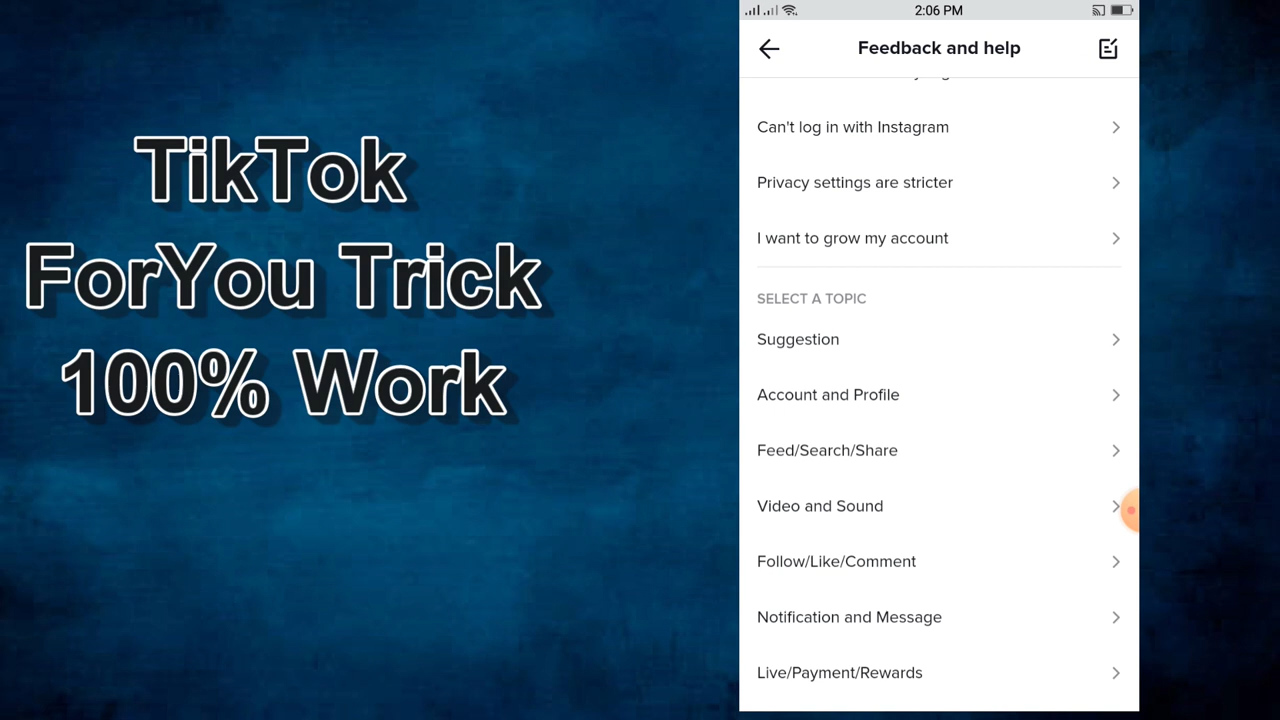 TikTok
ForYou Trick
100% Work
2:06 PM
Feedback and help
Can't log in with Instagram
Privacy settings are stricter
I want to grow my account
SELECT A TOPIC
Suggestion
Account and Profile
Feed/Search/Share
Video and Sound
Follow/Like/Comment
Notification and Message
Live/Payment/Rewards